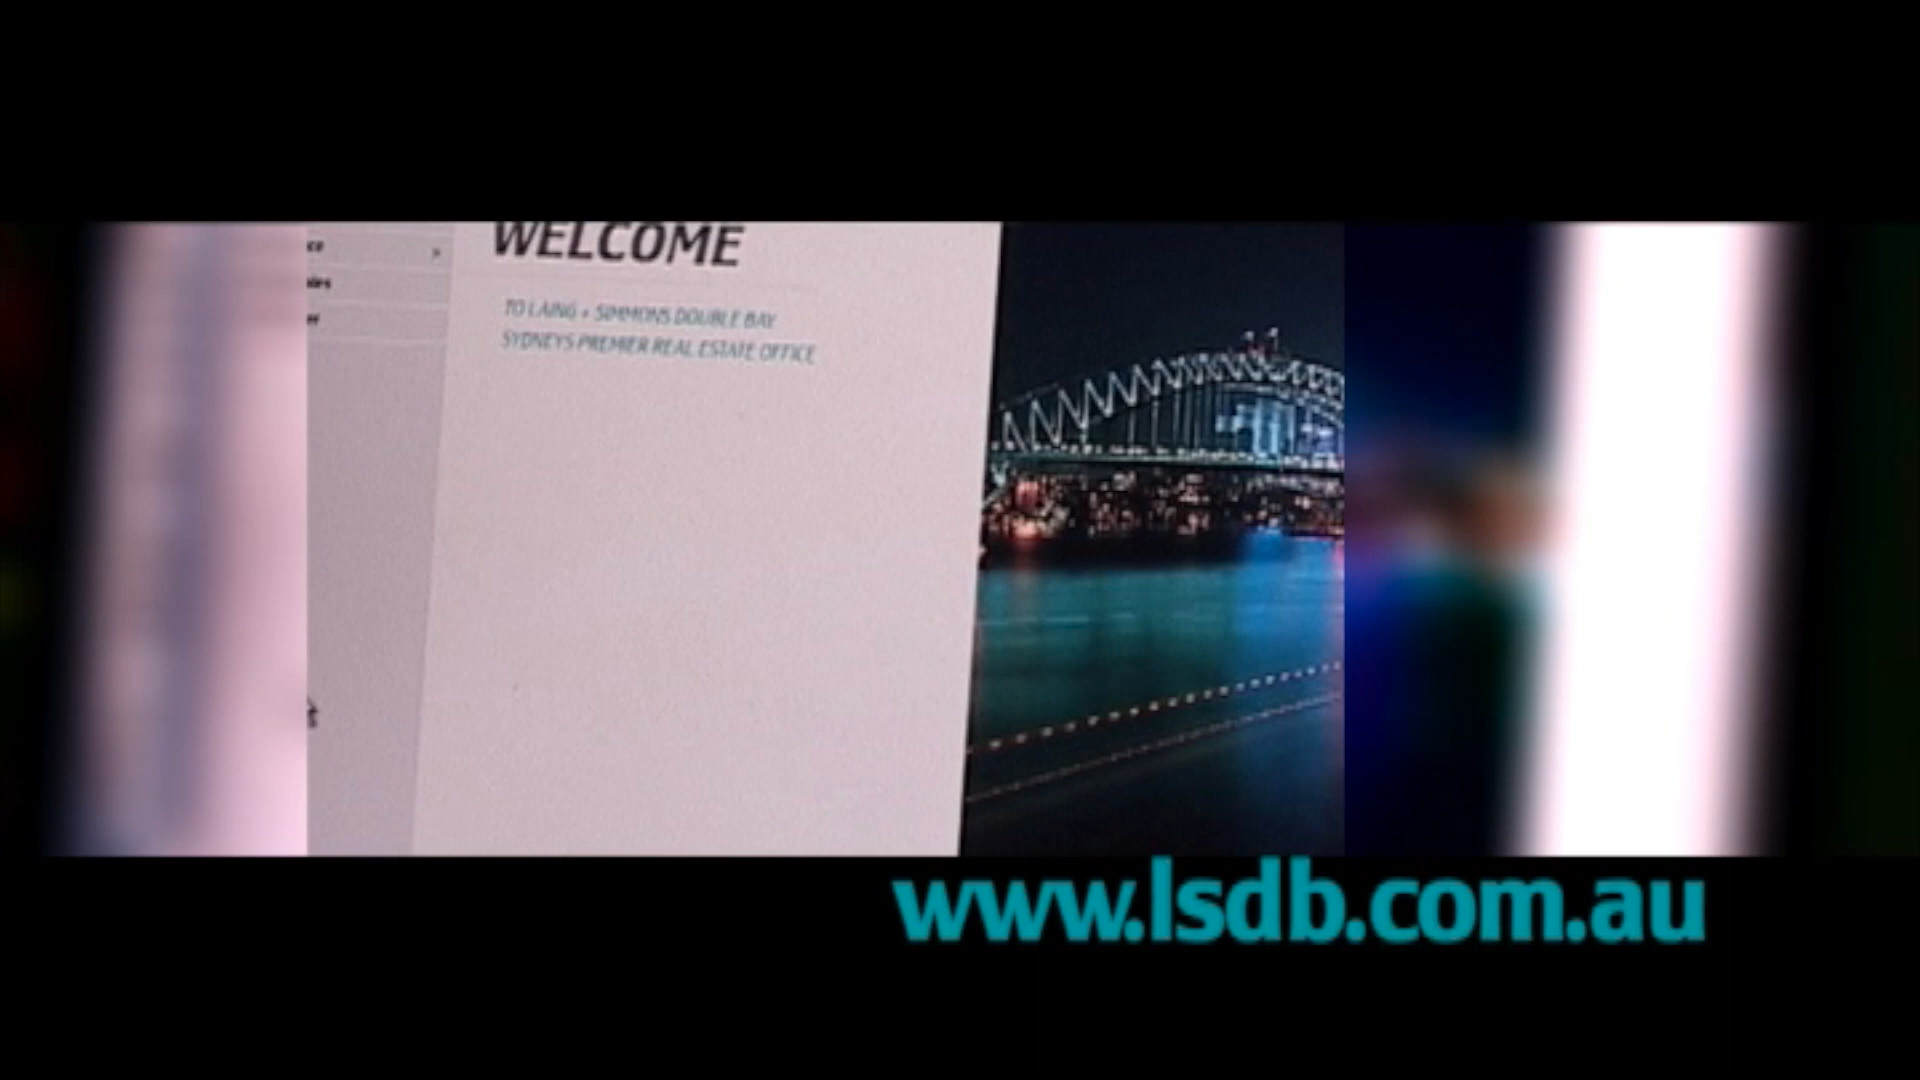 WELCOME
TO LAING + SIMMONS DOUBLE BAY
SYDNEYS PREMIER REAL ESTATE OFFICE
www.lsdb.com.au